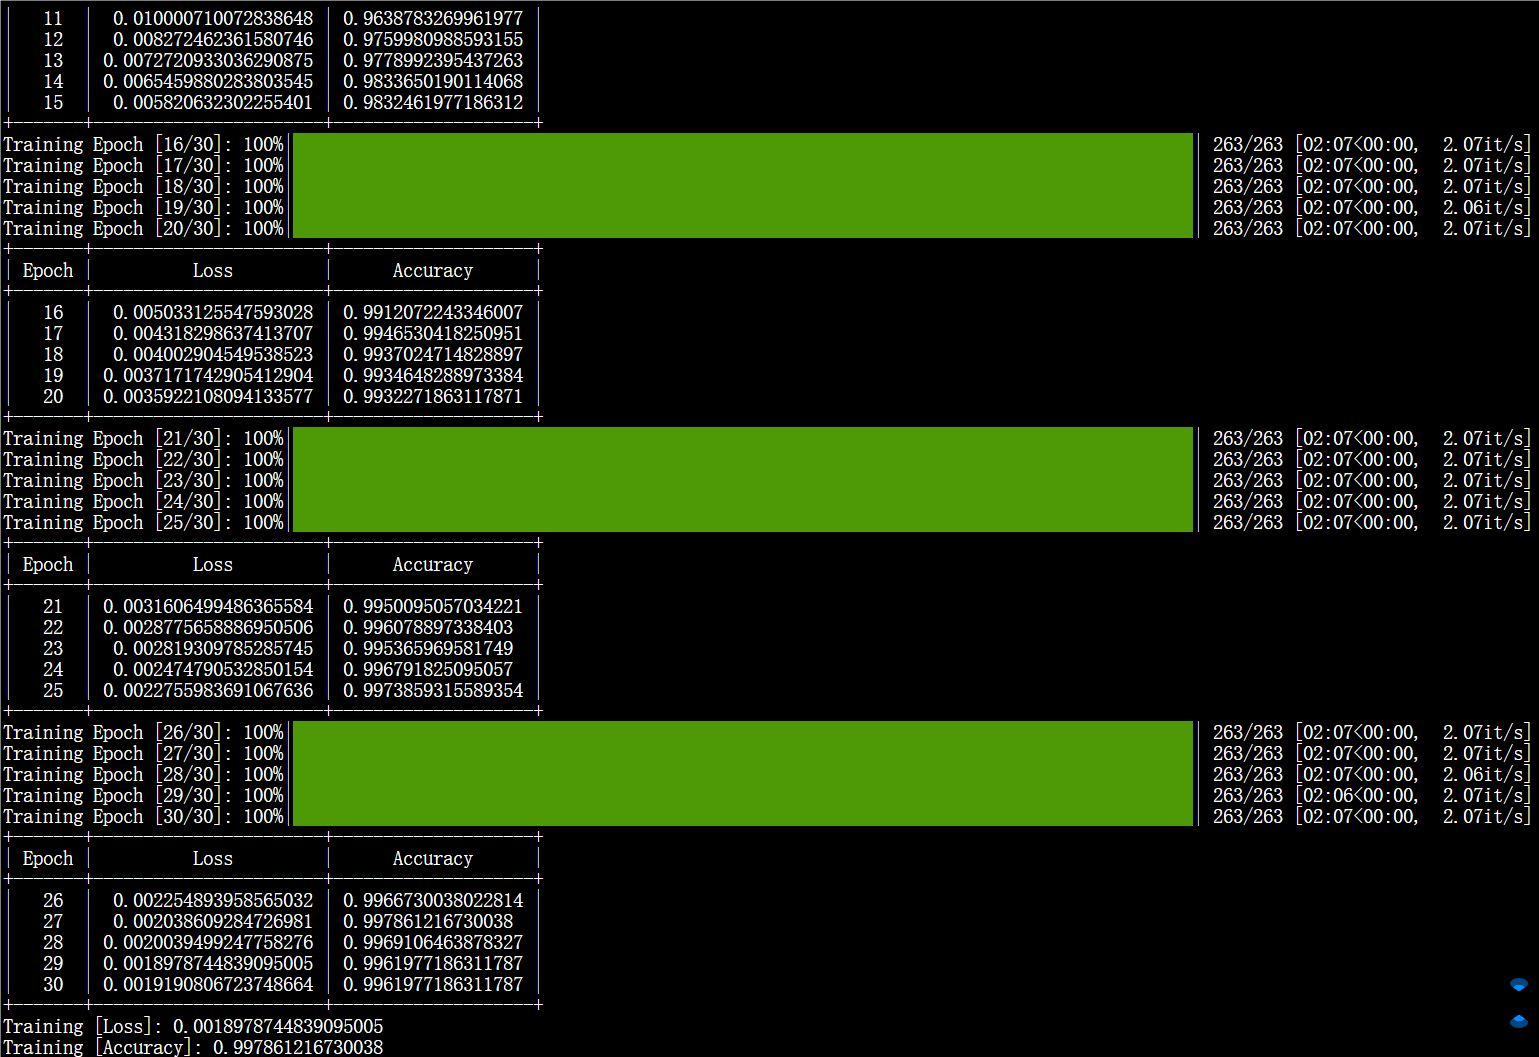 11 0.010000710072838648 0.9638783269961977
12 0.008272462361580746 0.9759980988593155
13 0.0072720933036290875 0.9778992395437263
14 0.0065459880283803545 0.9833650190114068
15 0.005820632302255401 0.9832461977186312
Training Epoch [16/30]: 100% 263/263 [02:07<00:00, 2.07it/s]
Training Epoch [17/30]: 100% 263/263 [02:07<00:00, 2.07it/s]
Training Epoch [18/30]: 100% 263/263 [02:07<00:00, 2.07it/s]
Training Epoch [19/30]: 100% 263/263 [02:07<00:00, 2.06it/s]
Training Epoch [20/30]: 100% 263/263 [02:07<00:00, 2.07it/s]
Epoch Loss Accuracy
16 0.005033125547593028 0.9912072243346007
17 0.004318298637413707 0.9946530418250951
18 0.004002904549538523 0.9937024714828897
19 0.0037171742905412904 0.9934648288973384
20 0.0035922108094133577 0.9932271863117871
Training Epoch [21/30]: 100% 263/263 [02:07<00:00, 2.07it/s]
Training Epoch [22/30]: 100% 263/263 [02:07<00:00, 2.07it/s]
Training Epoch [23/30]: 100% 263/263 [02:07<00:00, 2.07it/s]
Training Epoch [24/30]: 100% 263/263 [02:07<00:00, 2.07it/s]
Training Epoch [25/30]: 100% 263/263 [02:07<00:00, 2.07it/s]
Epoch Loss Accuracy
21 0.0031606499486365584 0.9950095057034221
22 0.0028775658886950506 0.996078897338403
23 0.002819309785285745 0.995365969581749
24 0.002474790532850154 0.996791825095057
25 0.0022755983691067636 0.9973859315589354
Training Epoch [26/30]: 100% 263/263 [02:07<00:00, 2.07it/s]
Training Epoch [27/30]: 100% 263/263 [02:07<00:00, 2.07it/s]
Training Epoch [28/30]: 100% 263/263 [02:07<00:00, 2.06it/s]
Training Epoch [29/30]: 100% 263/263 [02:06<00:00, 2.07it/s]
Training Epoch [30/30]: 100% 263/263 [02:07<00:00, 2.07it/s]
Epoch Loss Accuracy
26 0.002254893958565032 0.9966730038022814
27 0.002038609284726981 0.997861216730038
28 0.0020039499247758276 0.9969106463878327
29 0.0018978744839095005 0.9961977186311787
30 0.0019190806723748664 0.9961977186311787
Training [Loss]: 0.0018978744839095005
Training [Accuracy]: 0.997861216730038